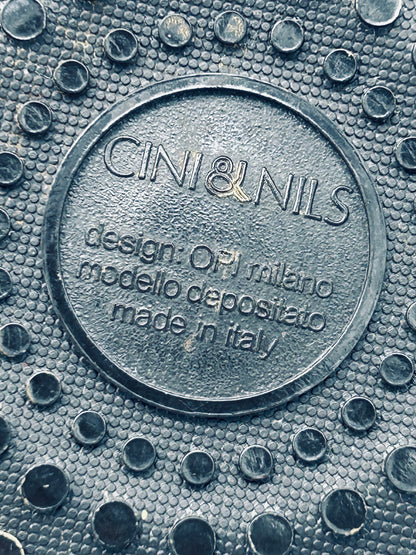 CINI&NILS
design: OPI milano
modello depositato
made in italy